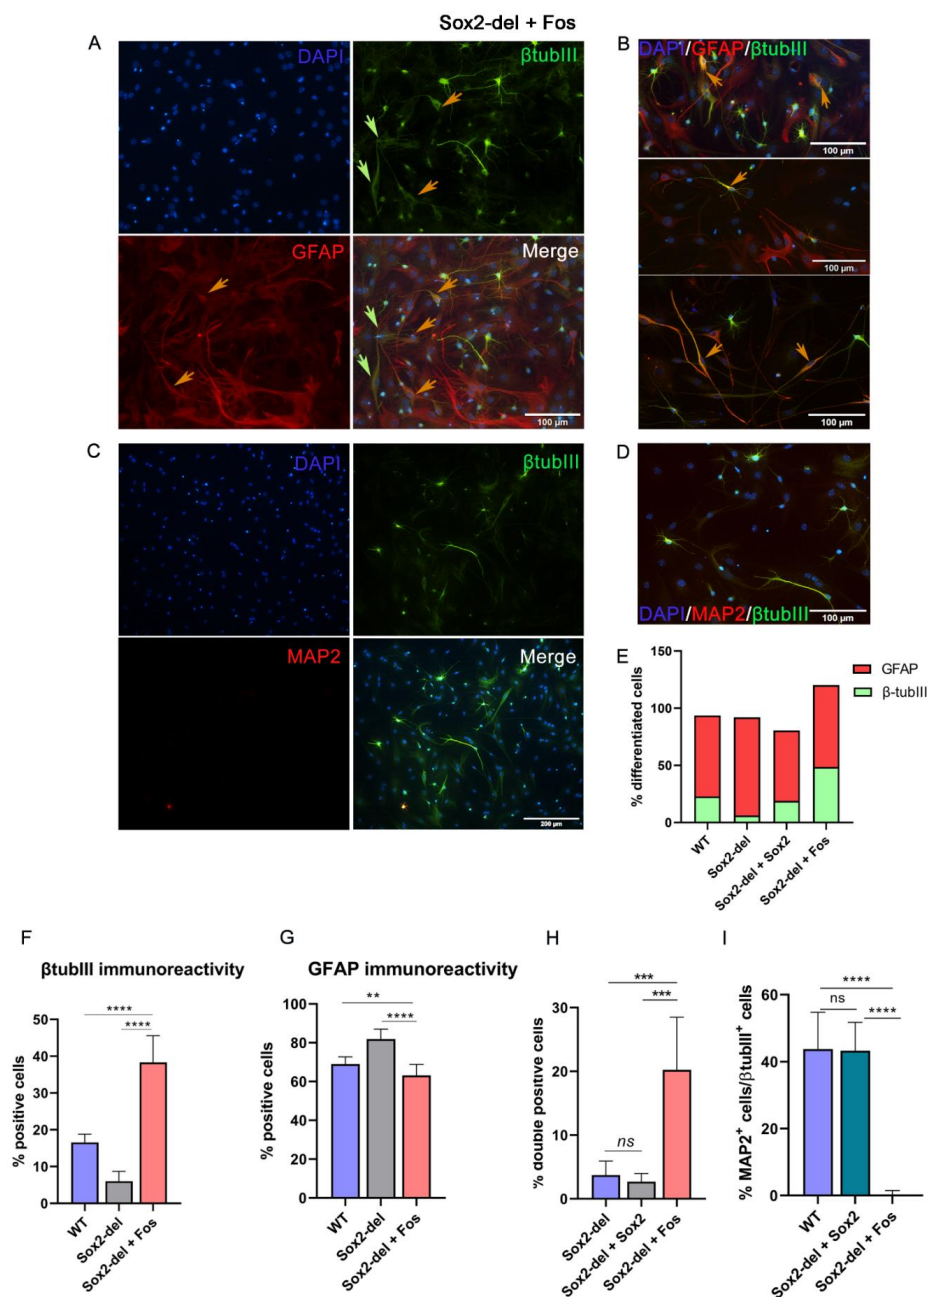 Sox2-del + Fos
A
DAPI
βtubIII
GFAP
Merge
100 µm
B
DAPI/GFAP/βtubIII
100 µm
100 µm
100 µm
C
DAPI
βtubIII
MAP2
Merge
200 µm
D
DAPI/MAP2/βtubIII
100 µm
E
% differentiated cells
150
100
50
0
GFAP
β-tubIII
WT
Sox2-del
Sox2-del + Sox2
Sox2-del + Fos
F
βtubIII immunoreactivity
% positive cells
50
40
30
20
10
0
****
****
WT
Sox2-del
Sox2-del + Fos
G
GFAP immunoreactivity
% positive cells
100
80
60
40
20
0
**
****
WT
Sox2-del
Sox2-del + Fos
H
% double positive cells
30
20
10
0
***
***
ns
Sox2-del
Sox2-del + Sox2
Sox2-del + Fos
I
% MAP2+ cells/βtubIII+ cells
60
40
20
0
****
ns
****
WT
Sox2-del + Sox2
Sox2-del + Fos